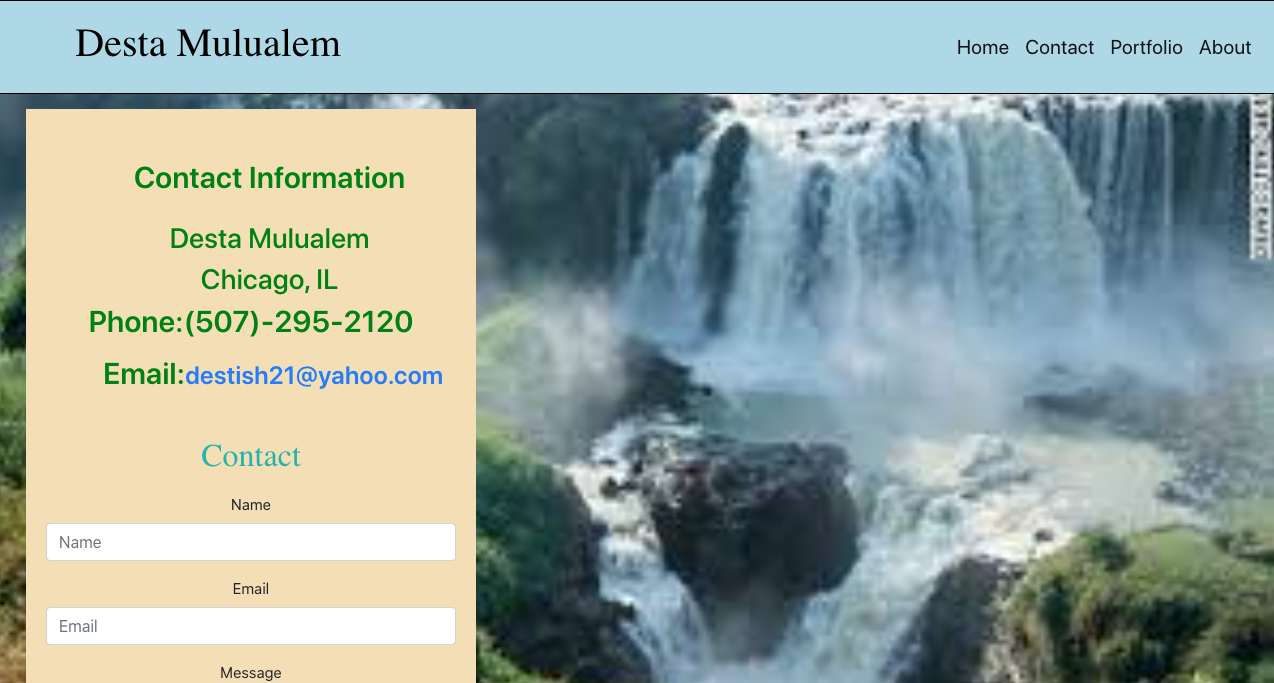 Desta Mulualem
Home Contact Portfolio About
Contact Information
Desta Mulualem
Chicago, IL
Phone:(507)-295-2120
Email:destish21@yahoo.com
Contact
Name
Name
Email
Email
Message